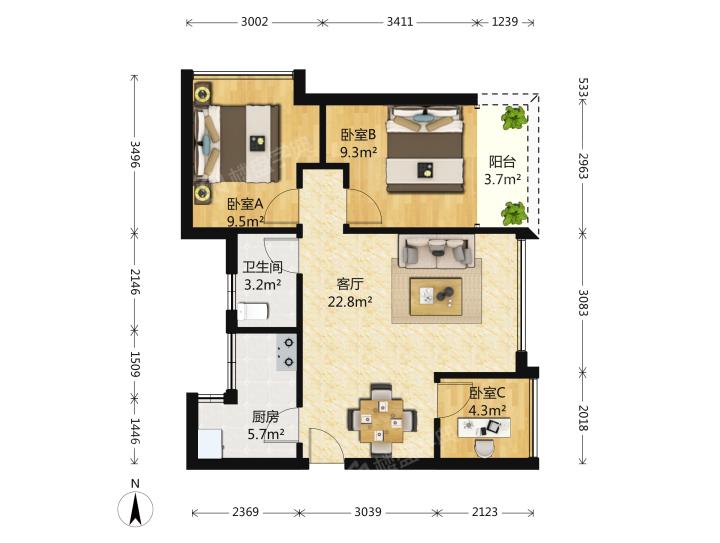 3002
3411
1239
533
2963
3083
2018
3496
2146
1509
1446
卧室A
9.5m²
卧室B
9.3m²
阳台
3.7m²
卫生间
3.2m²
客厅
22.8m²
厨房
5.7m²
卧室C
4.3m²
N
2369
3039
2123